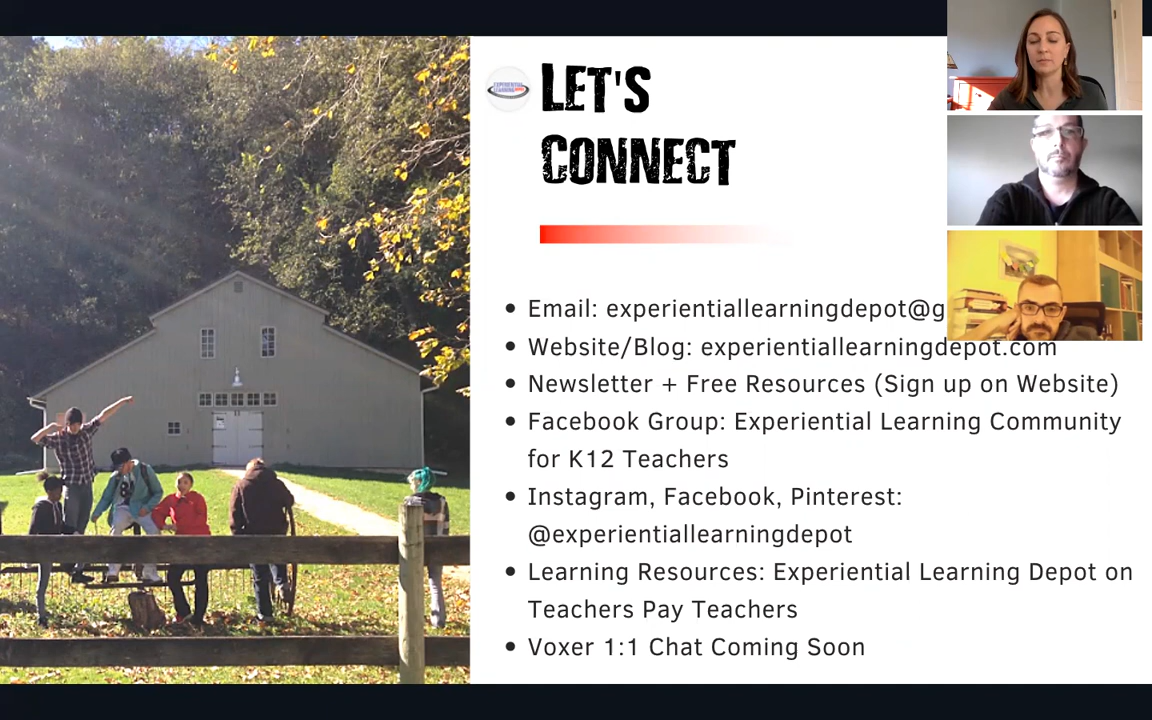 LET'S
CONNECT
Email: experientiallearningdepot@g
Website/Blog: experientiallearningdepot.com
Newsletter + Free Resources (Sign up on Website)
Facebook Group: Experiential Learning Community
for K12 Teachers
Instagram, Facebook, Pinterest:
@experientiallearningdepot
Learning Resources: Experiential Learning Depot on
Teachers Pay Teachers
Voxer 1:1 Chat Coming Soon